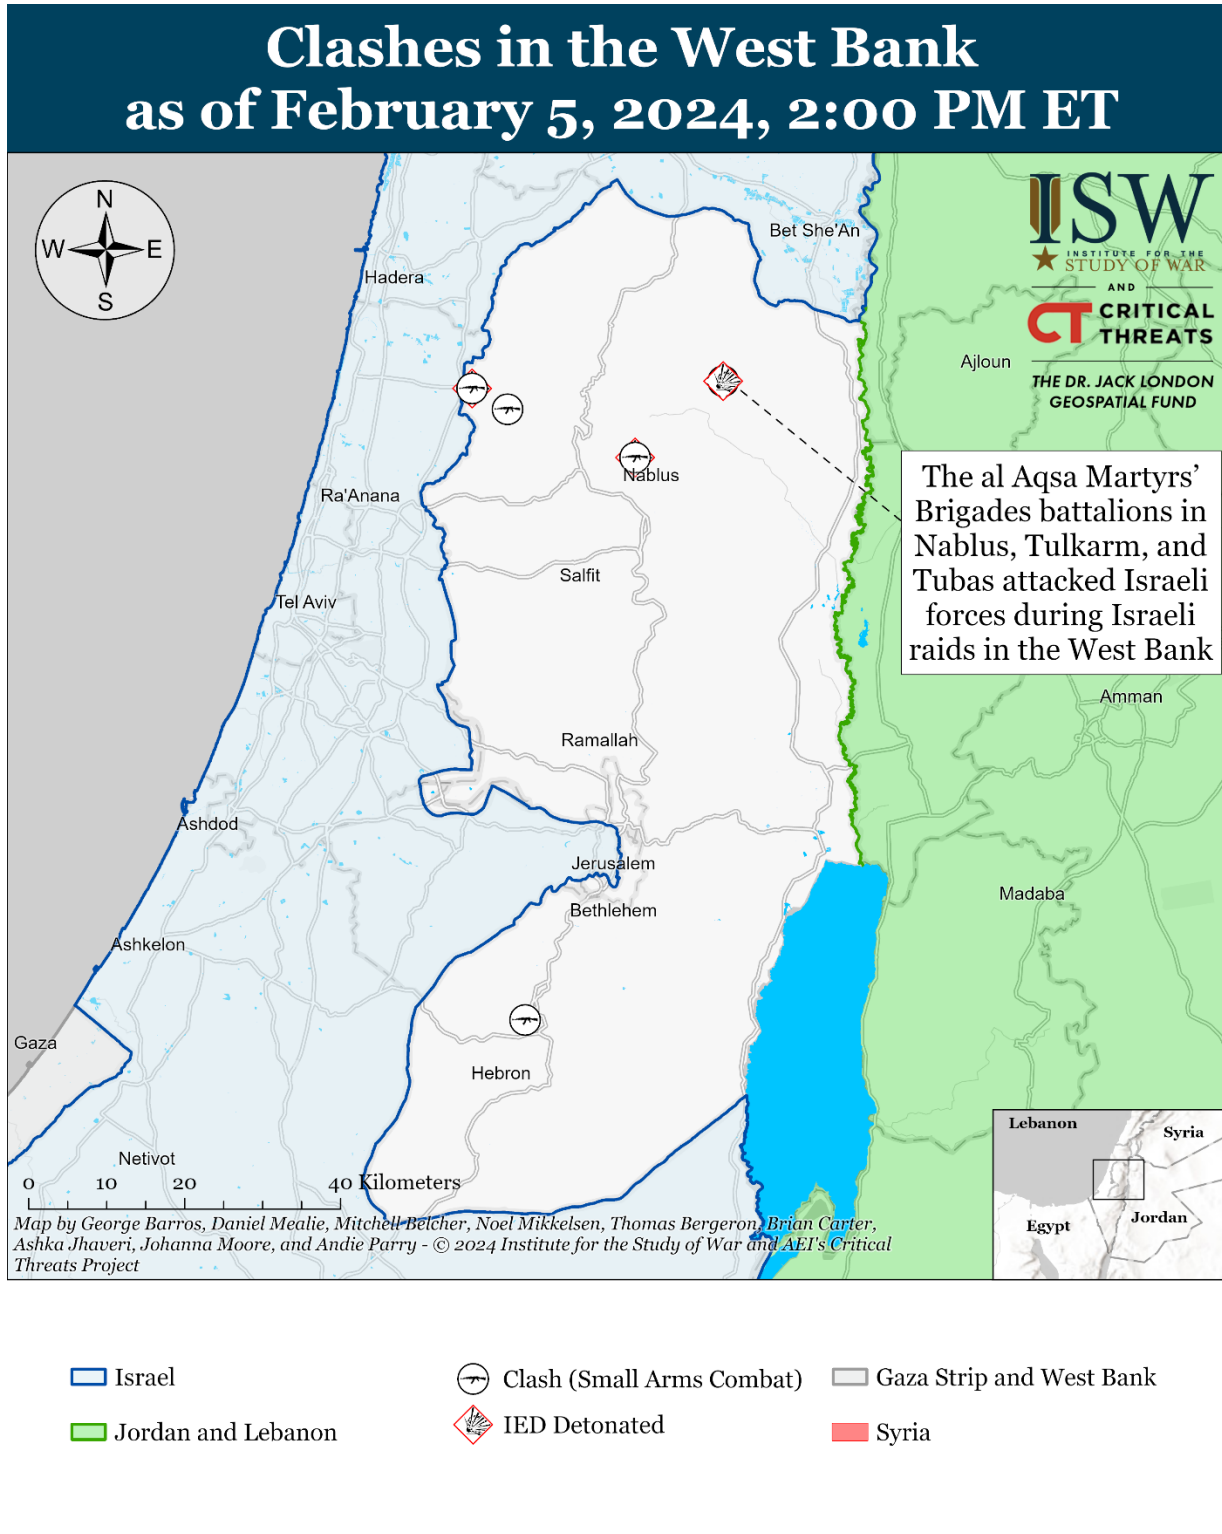 Clashes in the West Bank
as of February 5, 2024, 2:00 PM ET
N
W
E
S
ISW
INSTITUTE FOR THE
STUDY OF WAR
AND
CT CRITICAL
THREATS
THE DR. JACK LONDON
GEOSPATIAL FUND
Bet She'An
Hadera
Ajloun
Nablus
The al Aqsa Martyrs'
Brigades battalions in
Nablus, Tulkarm, and
Tubas attacked Israeli
forces during Israeli
raids in the West Bank
Ra'Anana
Salfit
Tel Aviv
Amman
Ramallah
Ashdod
Jerusalem
Madaba
Bethlehem
Ashkelon
Gaza
Hebron
Netivot
0 10 20 40 Kilometers
Map by George Barros, Daniel Mealie, Mitchell Belcher, Noel Mikkelsen, Thomas Bergeron, Brian Carter,
Ashka Jhaveri, Johanna Moore, and Andie Parry - © 2024 Institute for the Study of War and AEI's Critical
Threats Project
Lebanon
Syria
Egypt
Jordan
Israel
Clash (Small Arms Combat)
Gaza Strip and West Bank
Jordan and Lebanon
IED Detonated
Syria